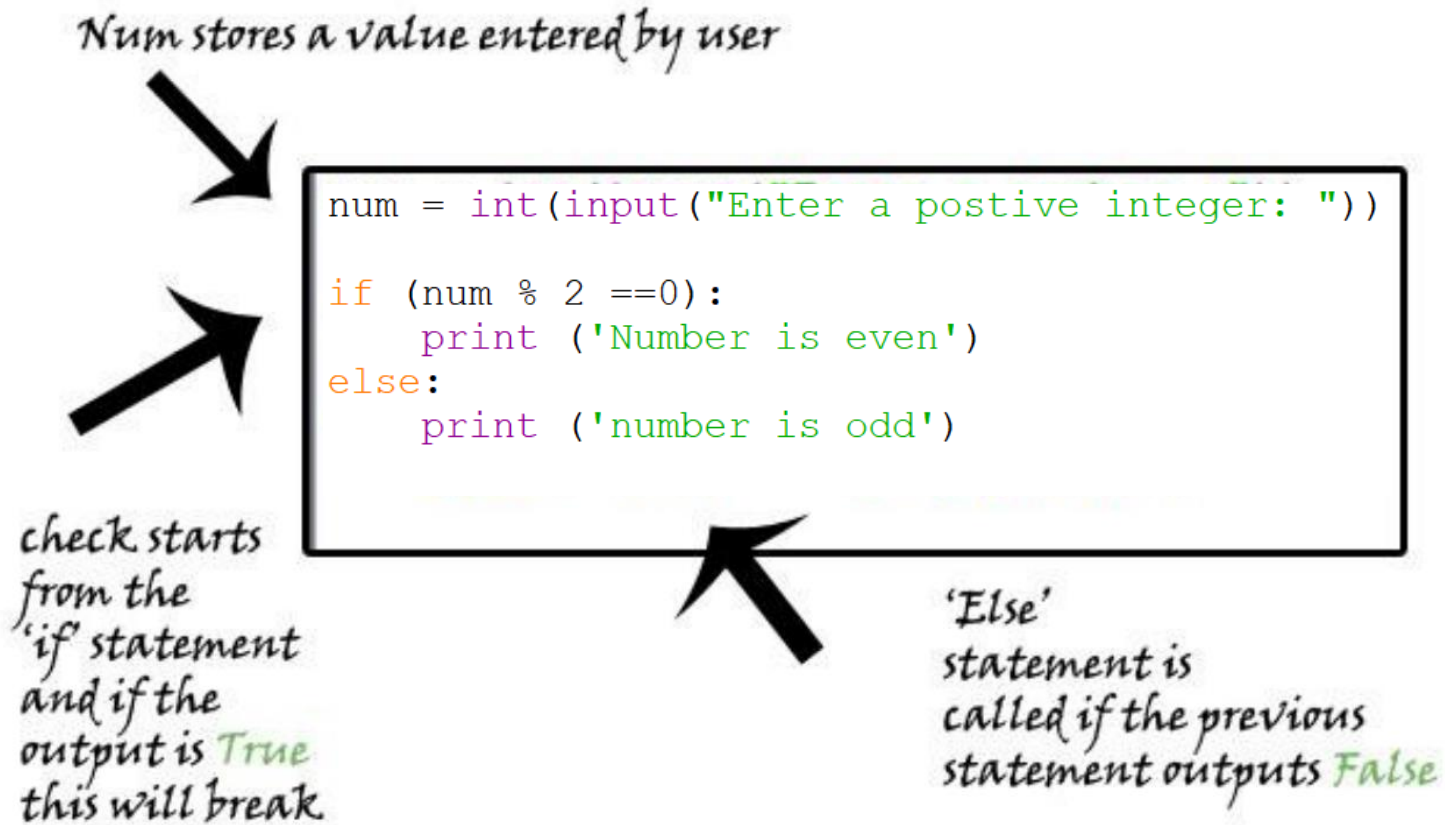 Num stores a value entered by user
num = int(input("Enter a postive integer: "))
if (num % 2 ==0):
    print ('Number is even')
else:
    print ('number is odd')
check starts
from the
'if' statement
and if the
output is True
this will break
'Else'
statement is
called if the previous
statement outputs False